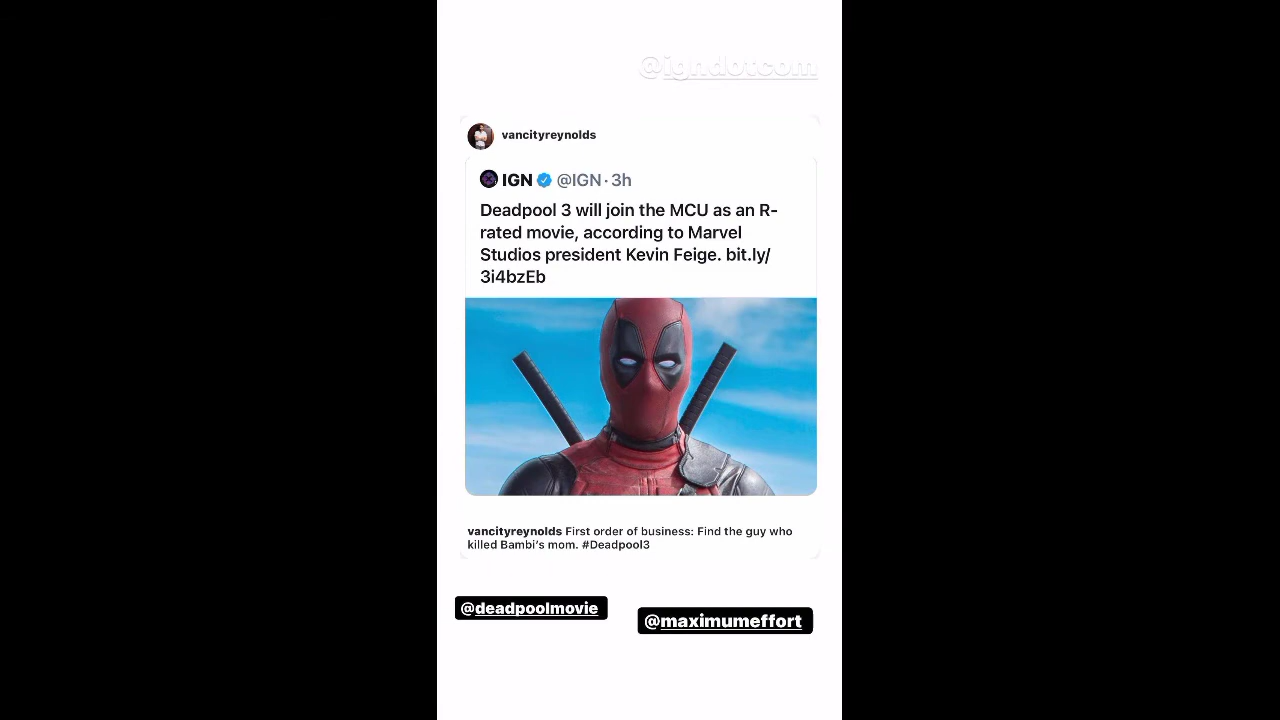 @igndotcom
vancityreynolds
IGN @IGN · 3h
Deadpool 3 will join the MCU as an R-
rated movie, according to Marvel
Studios president Kevin Feige. bit.ly/
3i4bzEb
vancityreynolds First order of business: Find the guy who
killed Bambi's mom. #Deadpool3
@deadpoolmovie
@maximumeffort